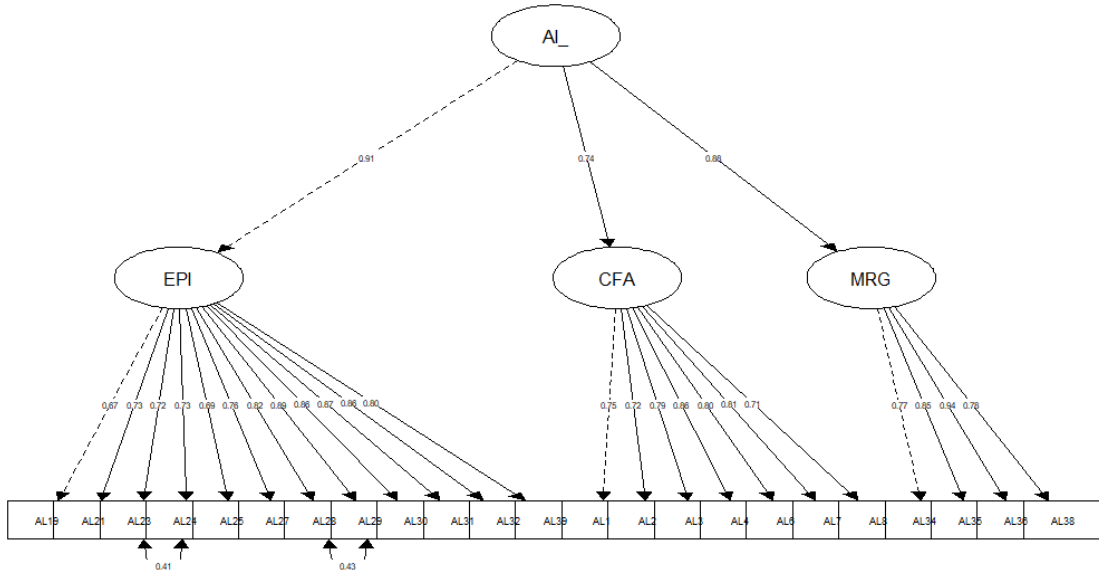 AI_
0.91 0.74 0.88
EPI CFA MRG
0.67 0.73 0.72 0.73 0.69 0.76 0.82 0.89 0.86 0.87 0.86 0.80 0.75 0.72 0.79 0.86 0.80 0.81 0.71 0.77 0.85 0.94 0.78
AL19 AL21 AL23 AL24 AL25 AL27 AL28 AL29 AL30 AL31 AL32 AL39 AL1 AL2 AL3 AL4 AL6 AL7 AL8 AL34 AL35 AL36 AL38
0.41 0.43